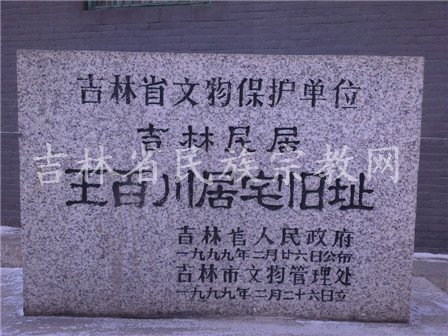 吉林省文物保护单位
吉林民居
王百川居宅旧址
吉林省人民政府
一九九九年二月廿六日公布
吉林市文物管理处
一九九九年二月二十六日立
吉林省民族宗教网